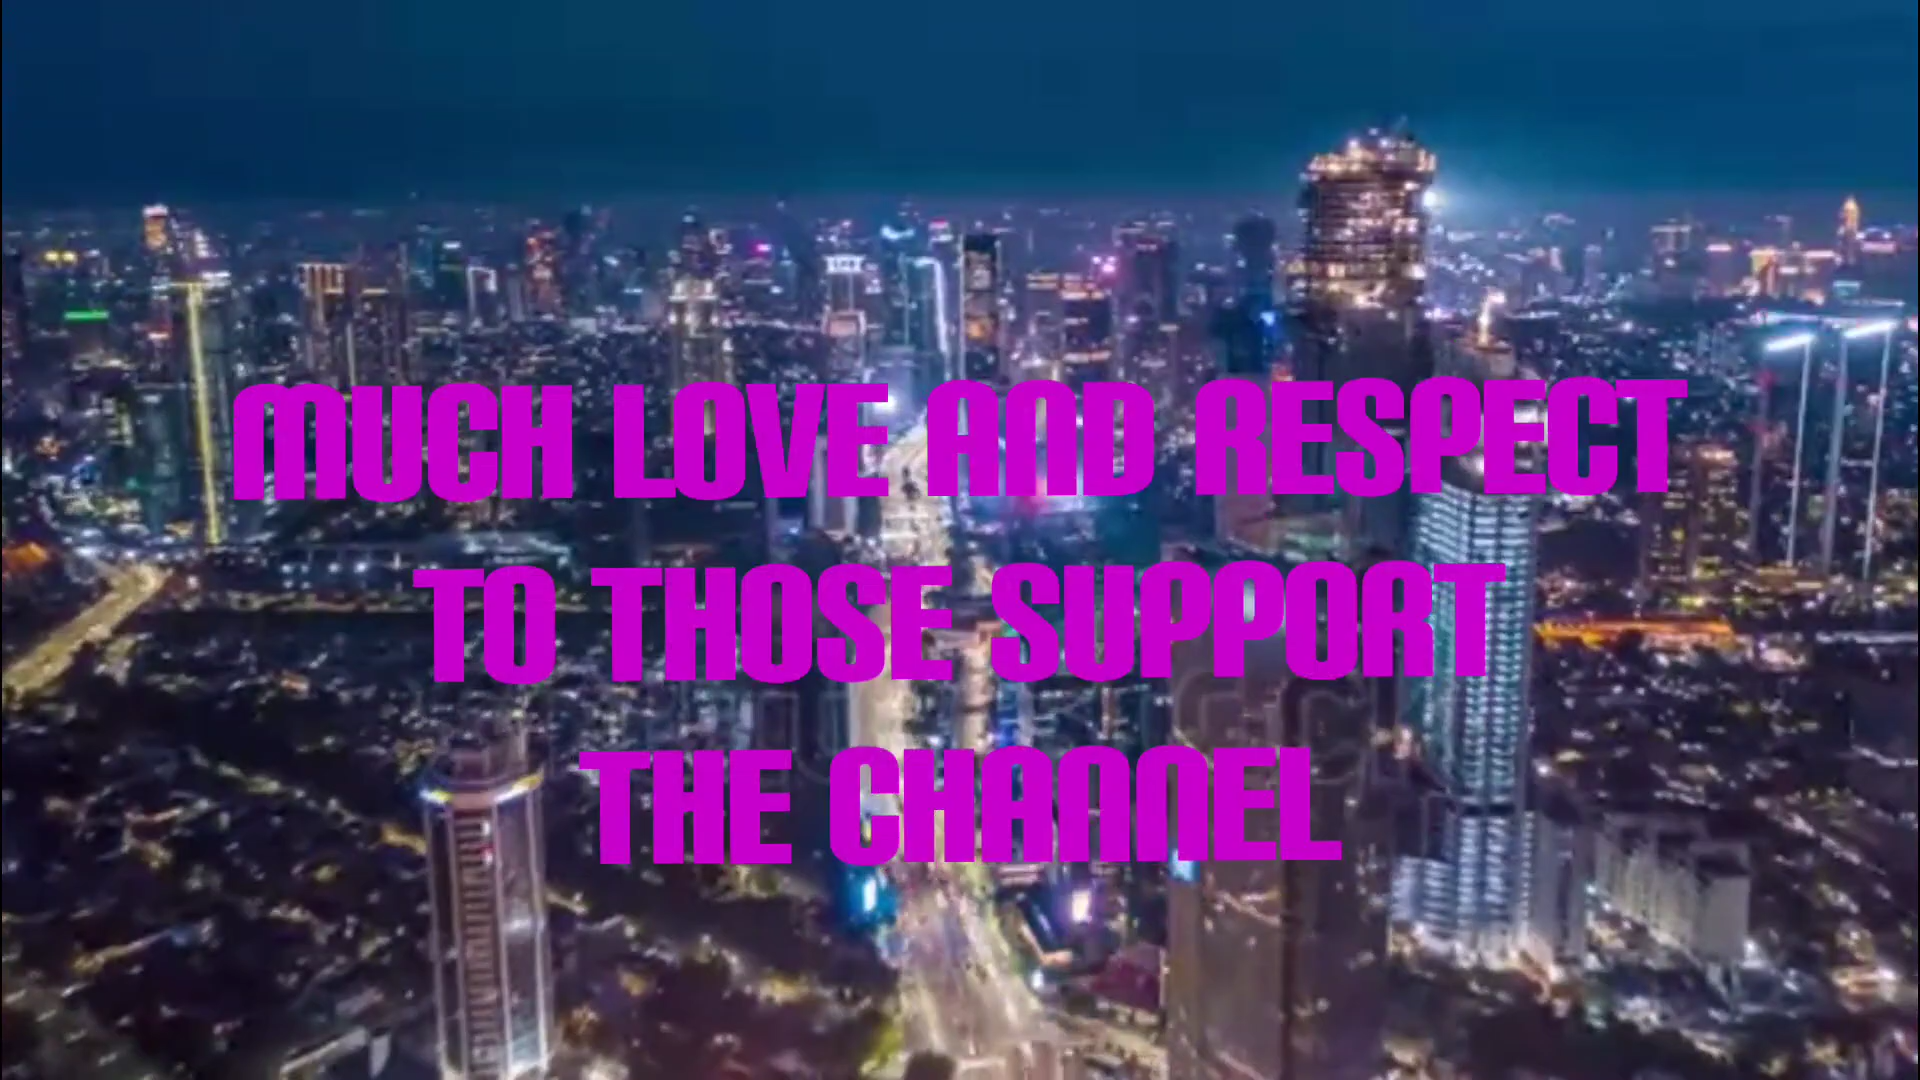 MUCH LOVE AND RESPECT
TO THOSE SUPPORT
THE CHANNEL